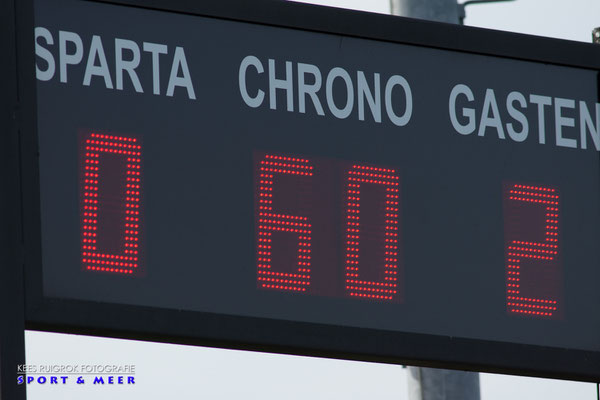 SPARTA CHRONO GASTEN
0 60 2
KEES RUIGROK FOTOGRAFIE
SPORT & MEER